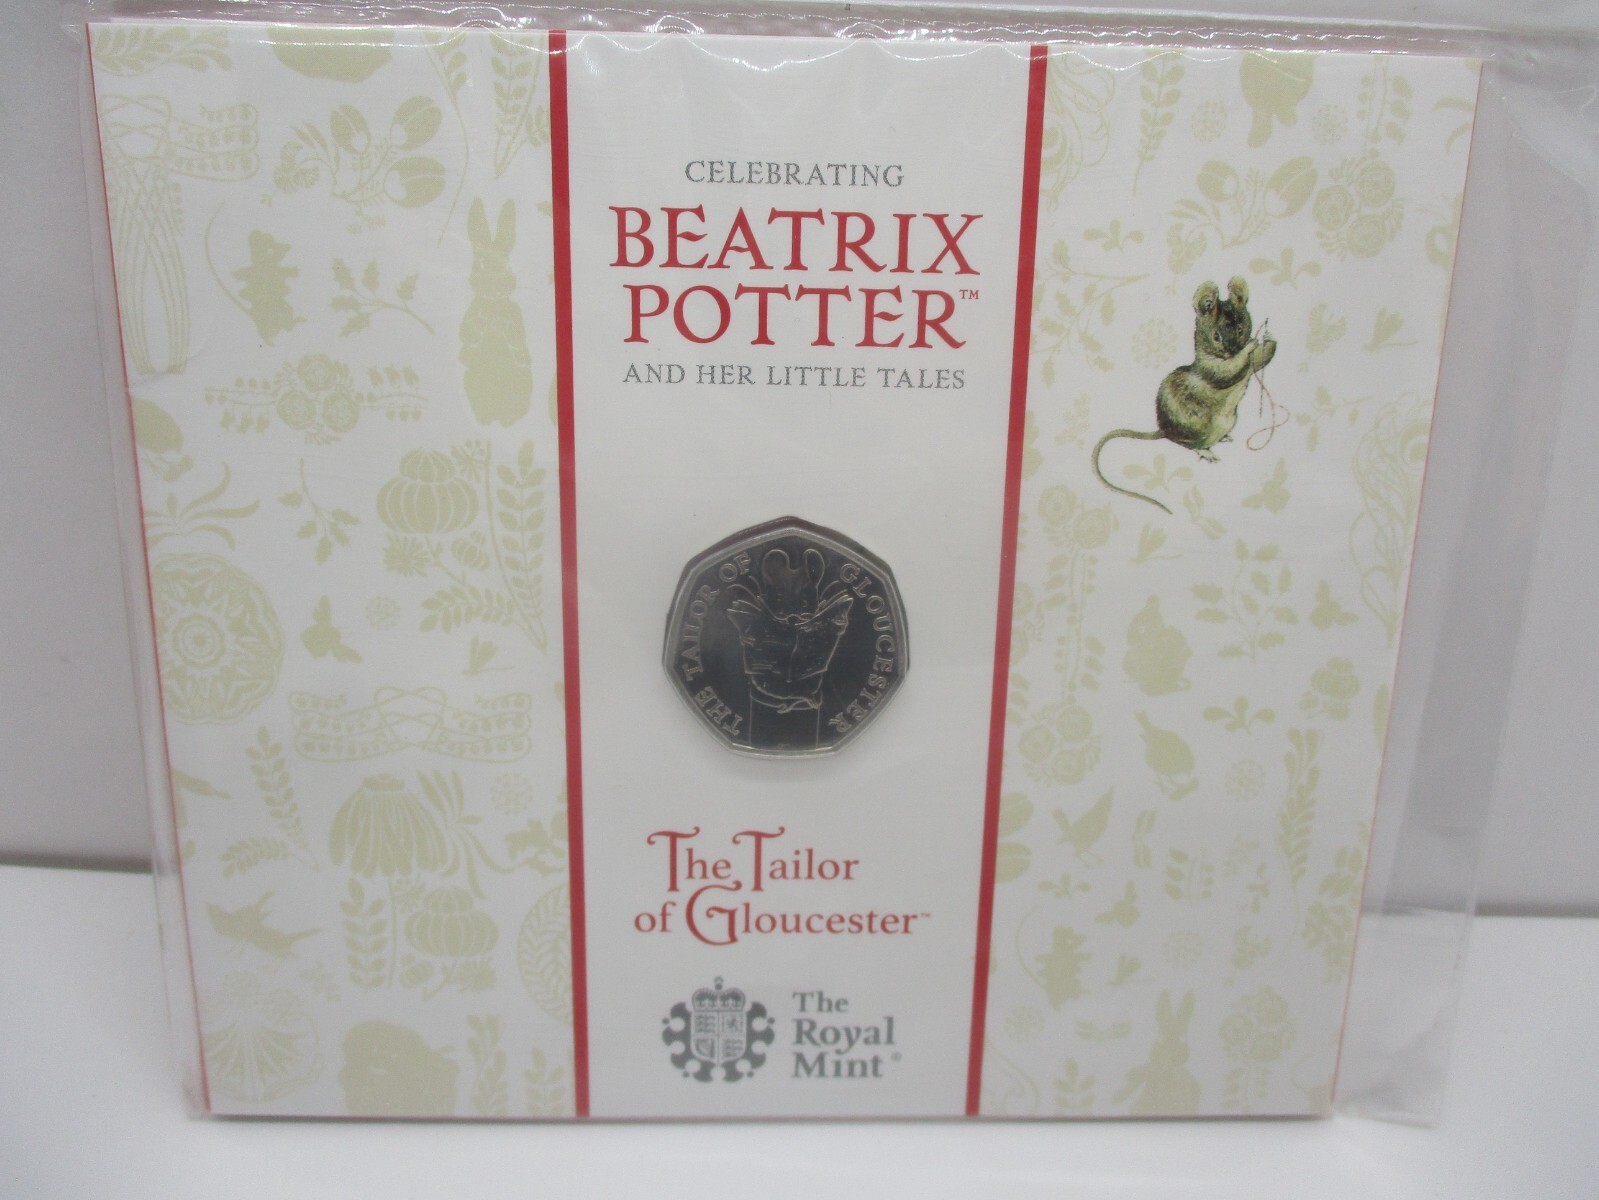 CELEBRATING
BEATRIX
POTTER™
AND HER LITTLE TALES
THE TAILOR OF GLOUCESTER
The Tailor
of Gloucester™
The
Royal
Mint®